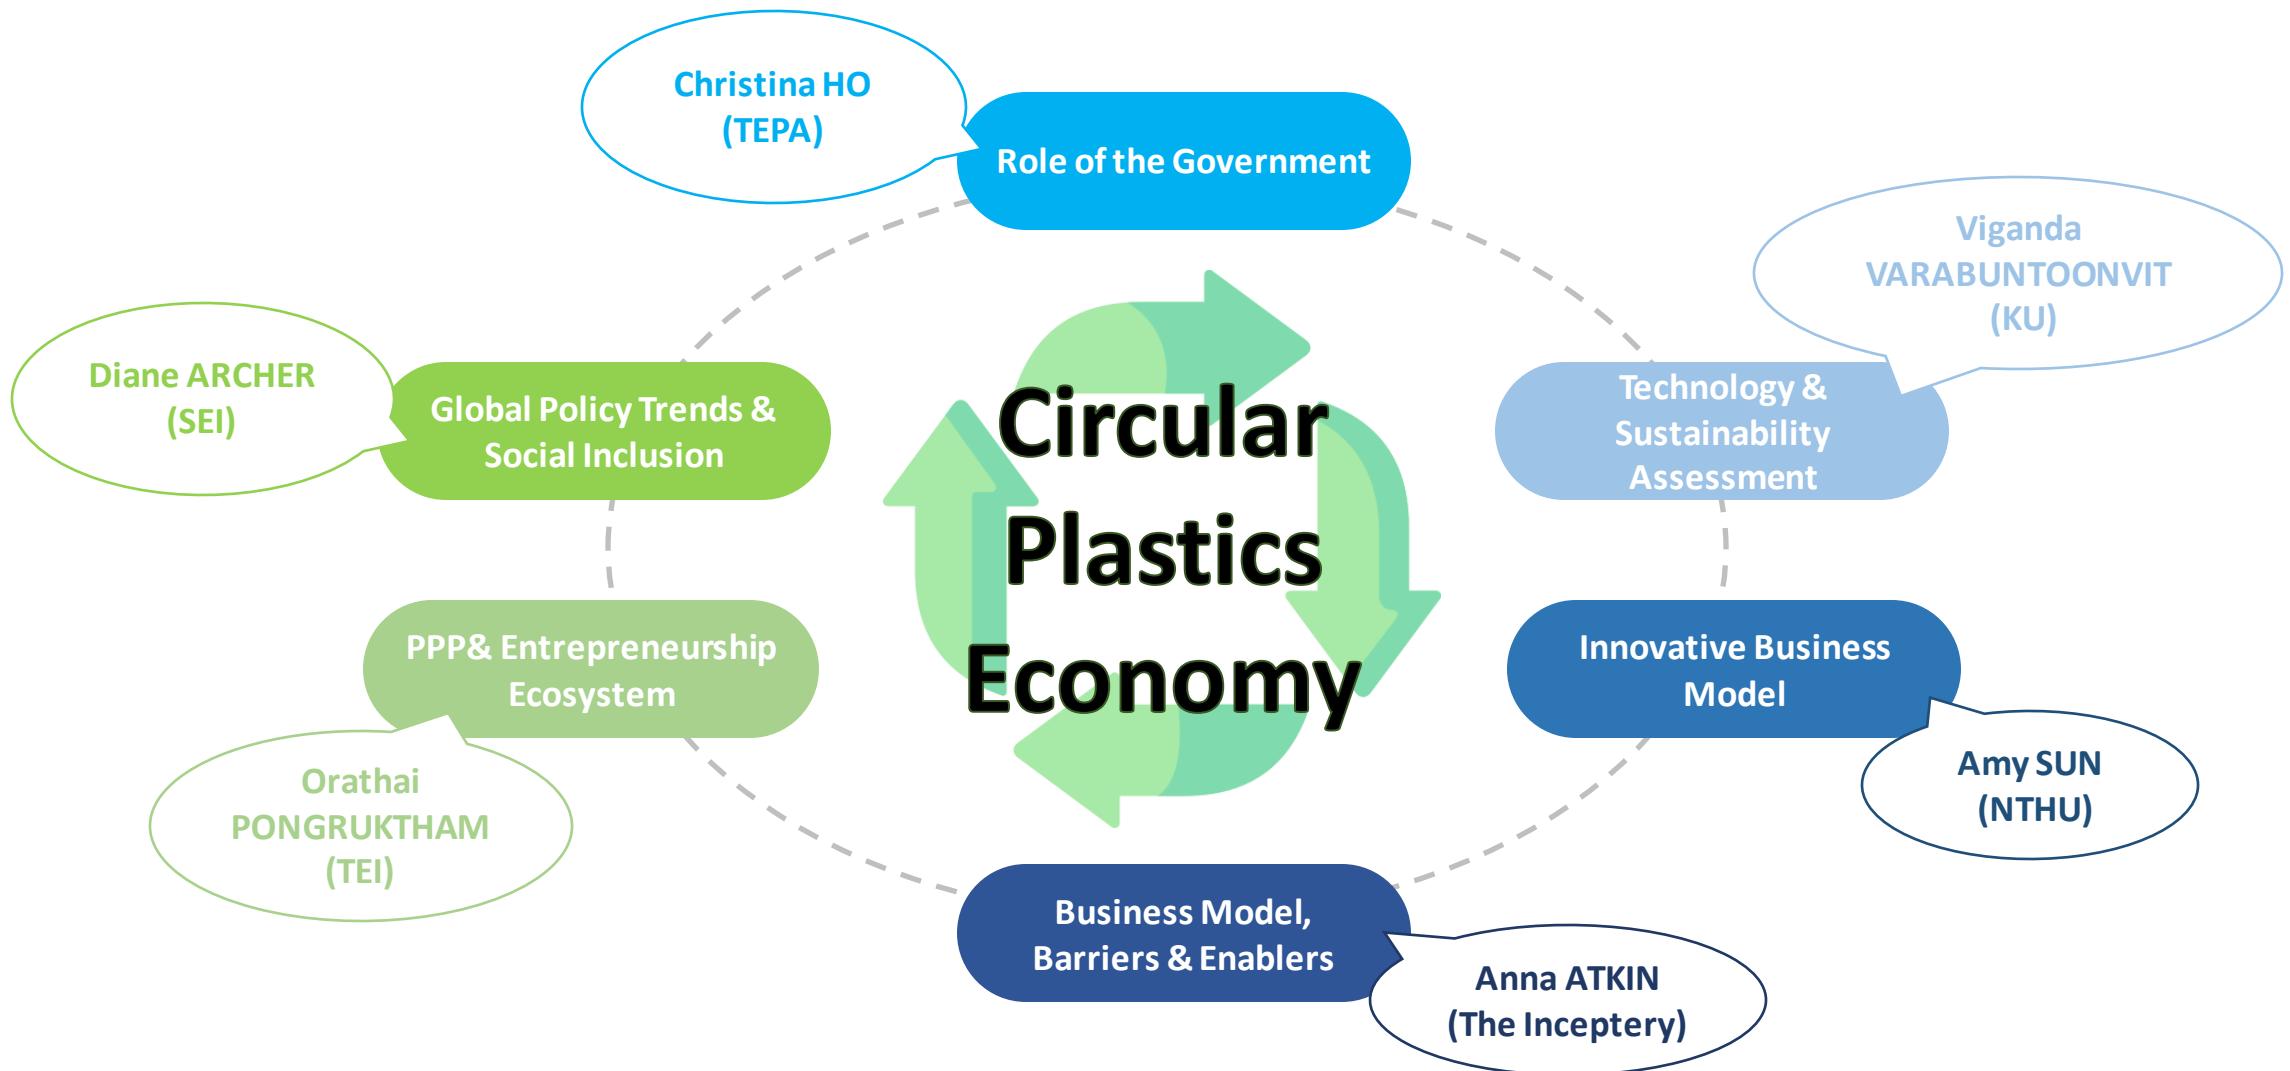 Christina HO
(TEPA)
Role of the Government
Viganda
VARABUNTOONVIT
(KU)
Diane ARCHER
(SEI)
Global Policy Trends &
Social Inclusion
Technology &
Sustainability
Assessment
Circular
Plastics
Economy
PPP& Entrepreneurship
Ecosystem
Innovative Business
Model
Orathai
PONGRUKTHAM
(TEI)
Amy SUN
(NTHU)
Business Model,
Barriers & Enablers
Anna ATKIN
(The Inceptery)